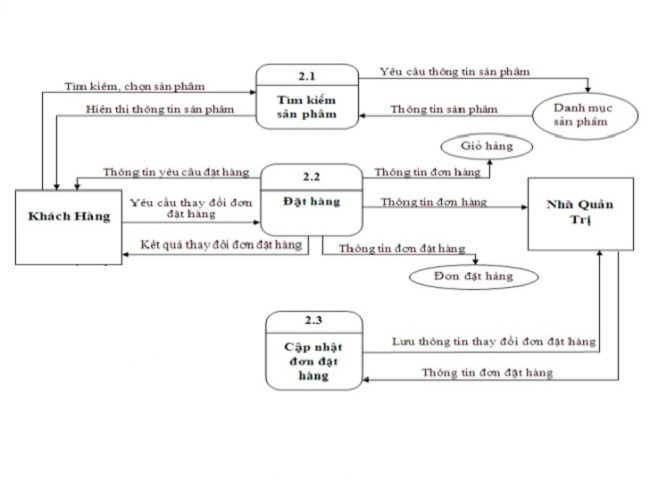 2.1
Yêu cầu thông tin sản phẩm
Tìm kiếm, chọn sản phẩm
Tìm kiếm
sản phẩm
Hiển thị thông tin sản phẩm
Thông tin sản phẩm
Danh mục
sản phẩm
Giỏ hàng
Thông tin yêu cầu đặt hàng
2.2
Thông tin đơn hàng
Khách Hàng
Yêu cầu thay đổi đơn
đặt hàng
Đặt hàng
Thông tin đơn hàng
Nhà Quản
Trị
Kết quả thay đổi đơn đặt hàng
Thông tin đơn đặt hàng
Đơn đặt hàng
2.3
Cập nhật
đơn đặt
hàng
Lưu thông tin thay đổi đơn đặt hàng
Thông tin đơn đặt hàng